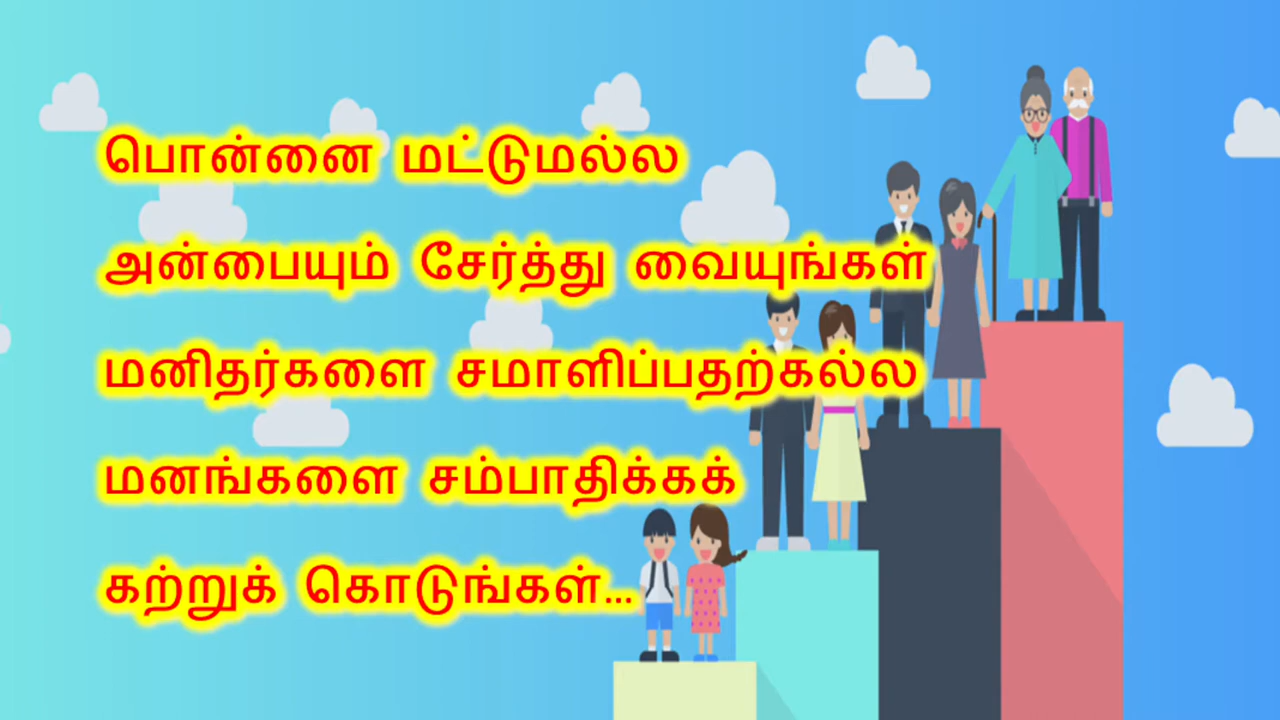 பொன்னை மட்டுமல்ல
அன்பையும் சேர்த்து வையுங்கள்
மனிதர்களை சமாளிப்பதற்கல்ல
மனங்களை சம்பாதிக்கக்
கற்றுக் கொடுங்கள்...